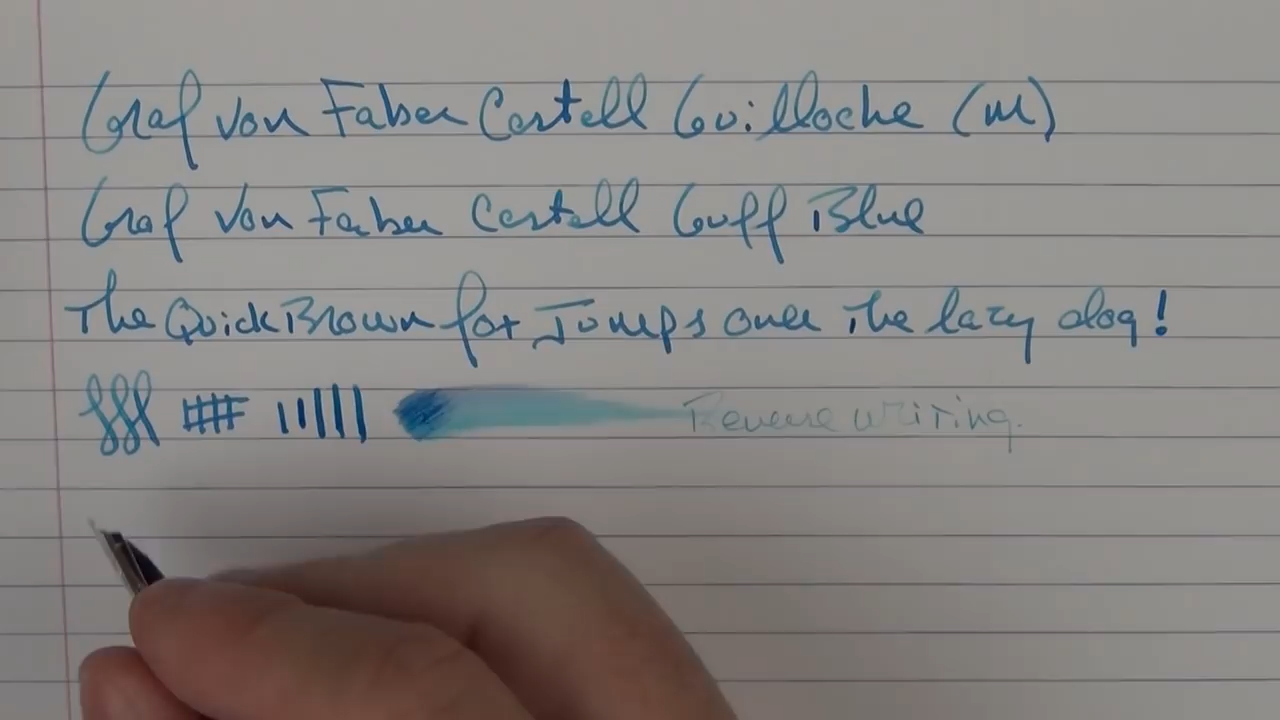 Graf von Faber Castell Guilloche (M)
Graf von Faber Castell Gulf Blue
The Quick Brown fox Jumps over The lazy dog!
Reverse writing.